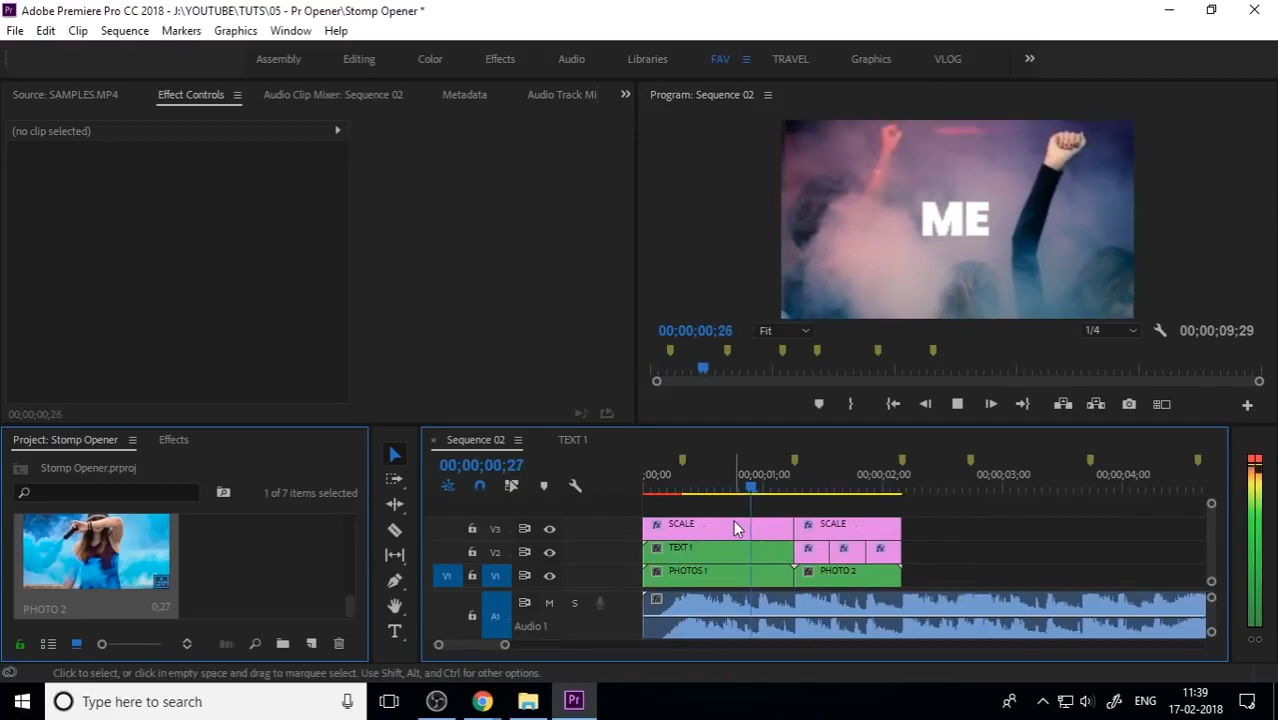 Adobe Premiere Pro CC 2018 - J:\YOUTUBE\TUTS\05 - Pr Opener\Stomp Opener *
File Edit Clip Sequence Markers Graphics Window Help
Assembly Editing Color Effects Audio Libraries FAV TRAVEL Graphics VLOG
Source: SAMPLES.MP4 Effect Controls Audio Clip Mixer: Sequence 02 Metadata Audio Track Mi
Program: Sequence 02
(no clip selected)
ME
00;00;00;26 Fit 1/4 00;00;09;29
00;00;00;26
Project: Stomp Opener Effects
Stomp Opener.prproj
1 of 7 items selected
PHOTO 2 0;27
Sequence 02 TEXT 1
00;00;00;27
;00;00 00;00;01;00 00;00;02;00 00;00;03;00 00;00;04;00
V3 SCALE SCALE
V2 TEXT 1
V1 V1 PHOTOS 1 PHOTO 2
A1 M S
Audio 1
Click to select, or click in empty space and drag to marquee select. Use Shift, Alt, and Ctrl for other options.
Type here to search
ENG
11:39
17-02-2018